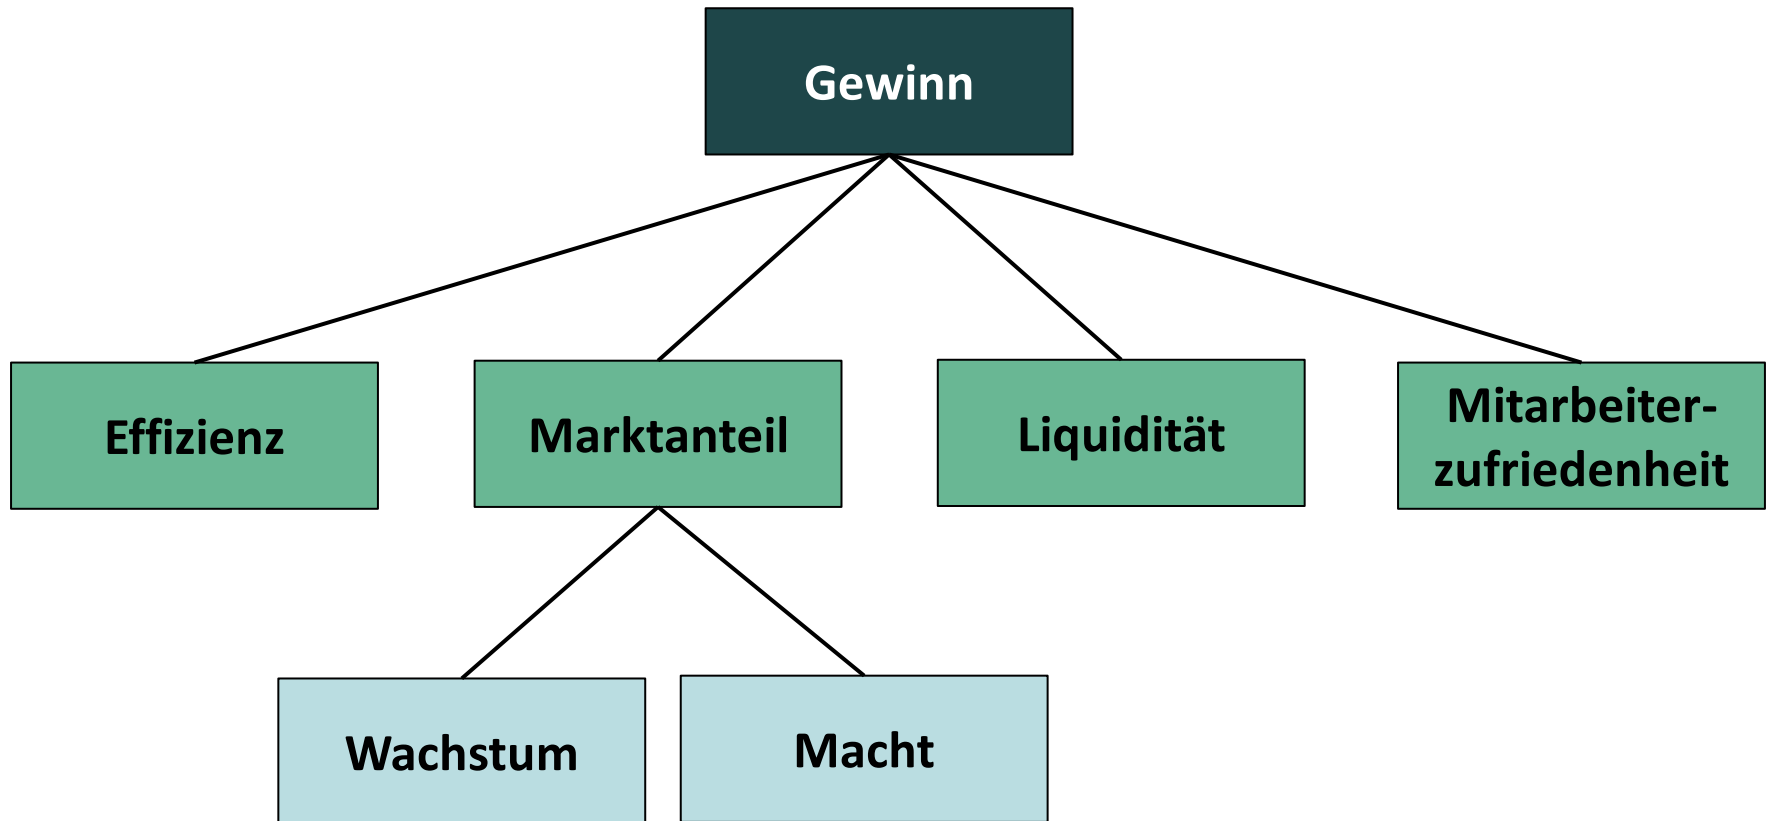 Gewinn
Effizienz
Marktanteil
Liquidität
Mitarbeiter-
zufriedenheit
Wachstum
Macht